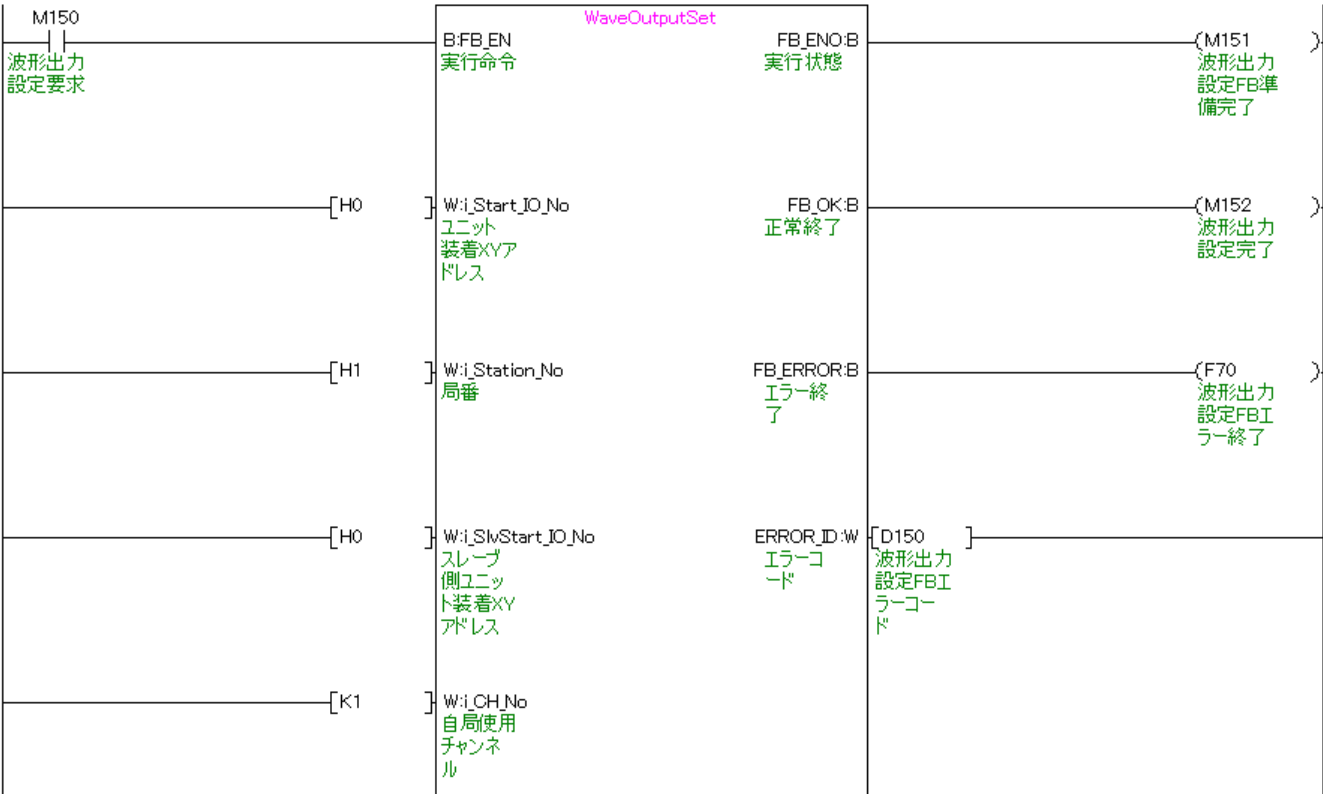 M150
波形出力
設定要求
WaveOutputSet
B:FB_EN
実行命令
FB_ENO:B
実行状態
(M151 )
波形出力
設定FB準
備完了
[H0 ]
W:i_Start_IO_No
ユニット
装着XYア
ドレス
FB_OK:B
正常終了
(M152 )
波形出力
設定完了
[H1 ]
W:i_Station_No
局番
FB_ERROR:B
エラー終
了
(F70 )
波形出力
設定FBエ
ラー終了
[H0 ]
W:i_SlvStart_IO_No
スレーブ
側ユニッ
ト装着XY
アドレス
ERROR_ID:W
エラーコ
ード
[D150 ]
波形出力
設定FBエ
ラーコー
ド
[K1 ]
W:i_CH_No
自局使用
チャンネ
ル